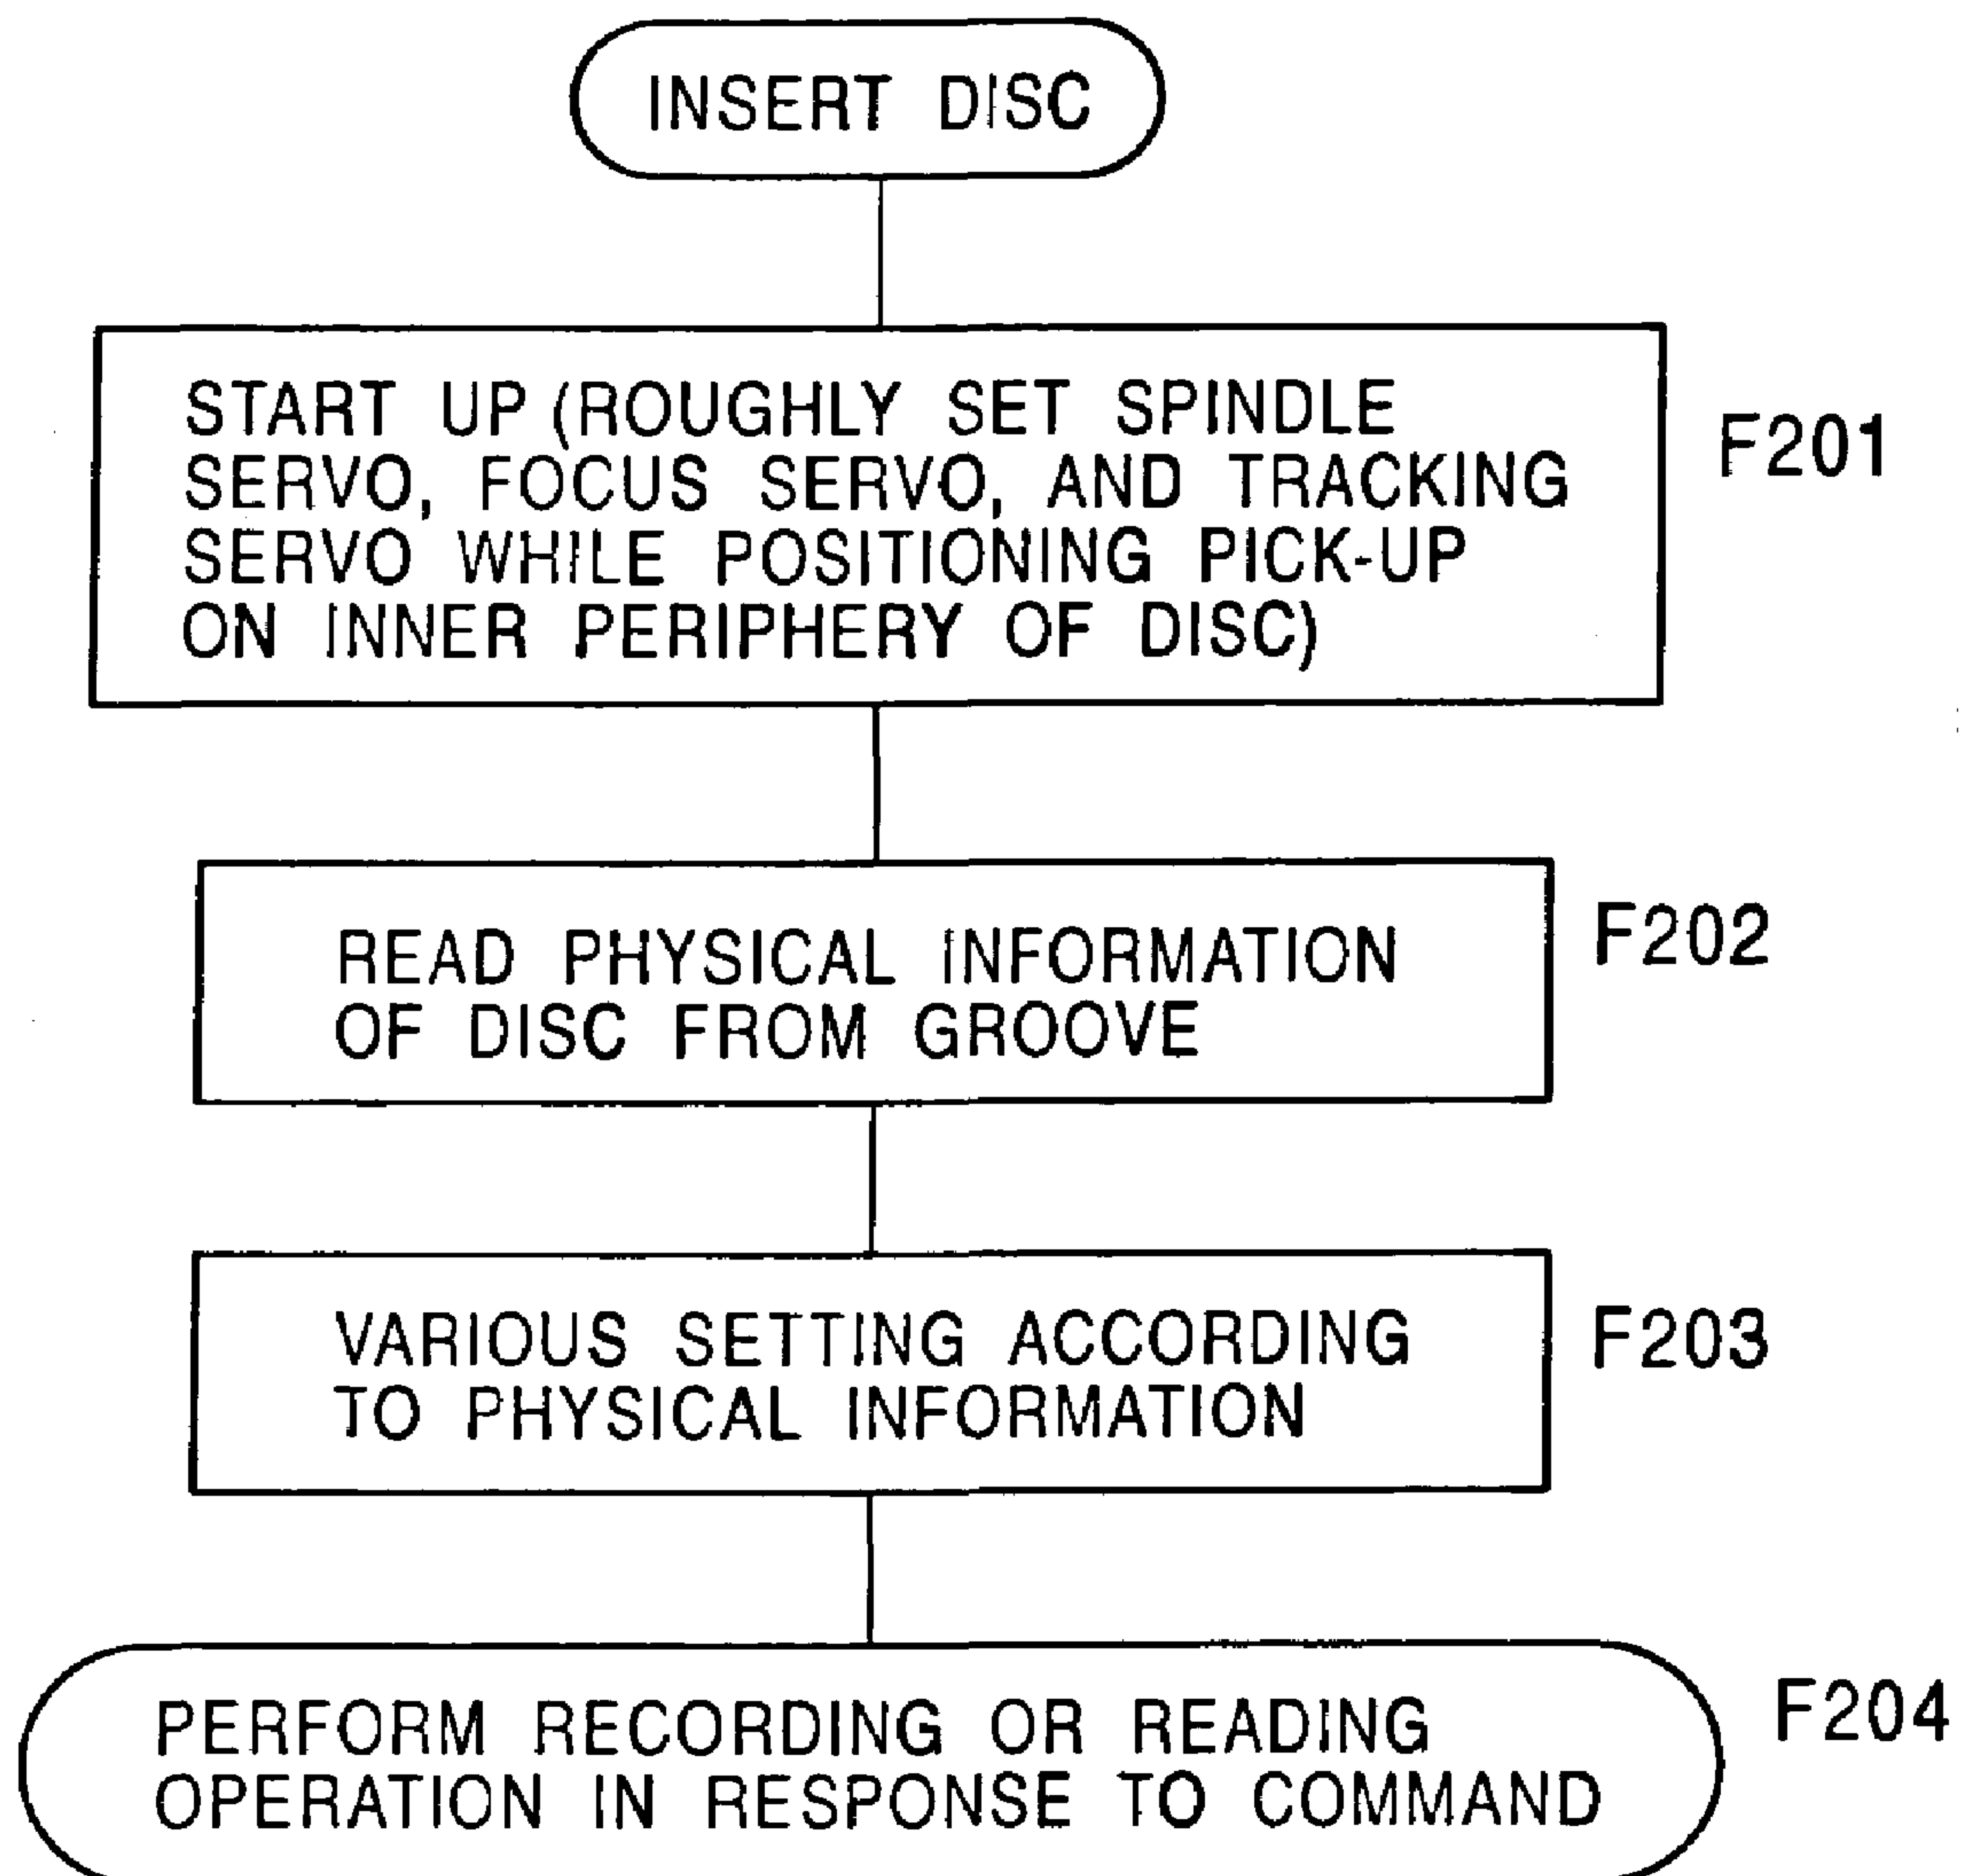 INSERT DISC
START UP (ROUGHLY SET SPINDLE
SERVO, FOCUS SERVO, AND TRACKING
SERVO WHILE POSITIONING PICK-UP
ON INNER PERIPHERY OF DISC)
F201
READ PHYSICAL INFORMATION
OF DISC FROM GROOVE
F202
VARIOUS SETTING ACCORDING
TO PHYSICAL INFORMATION
F203
PERFORM RECORDING OR READING
OPERATION IN RESPONSE TO COMMAND
F204